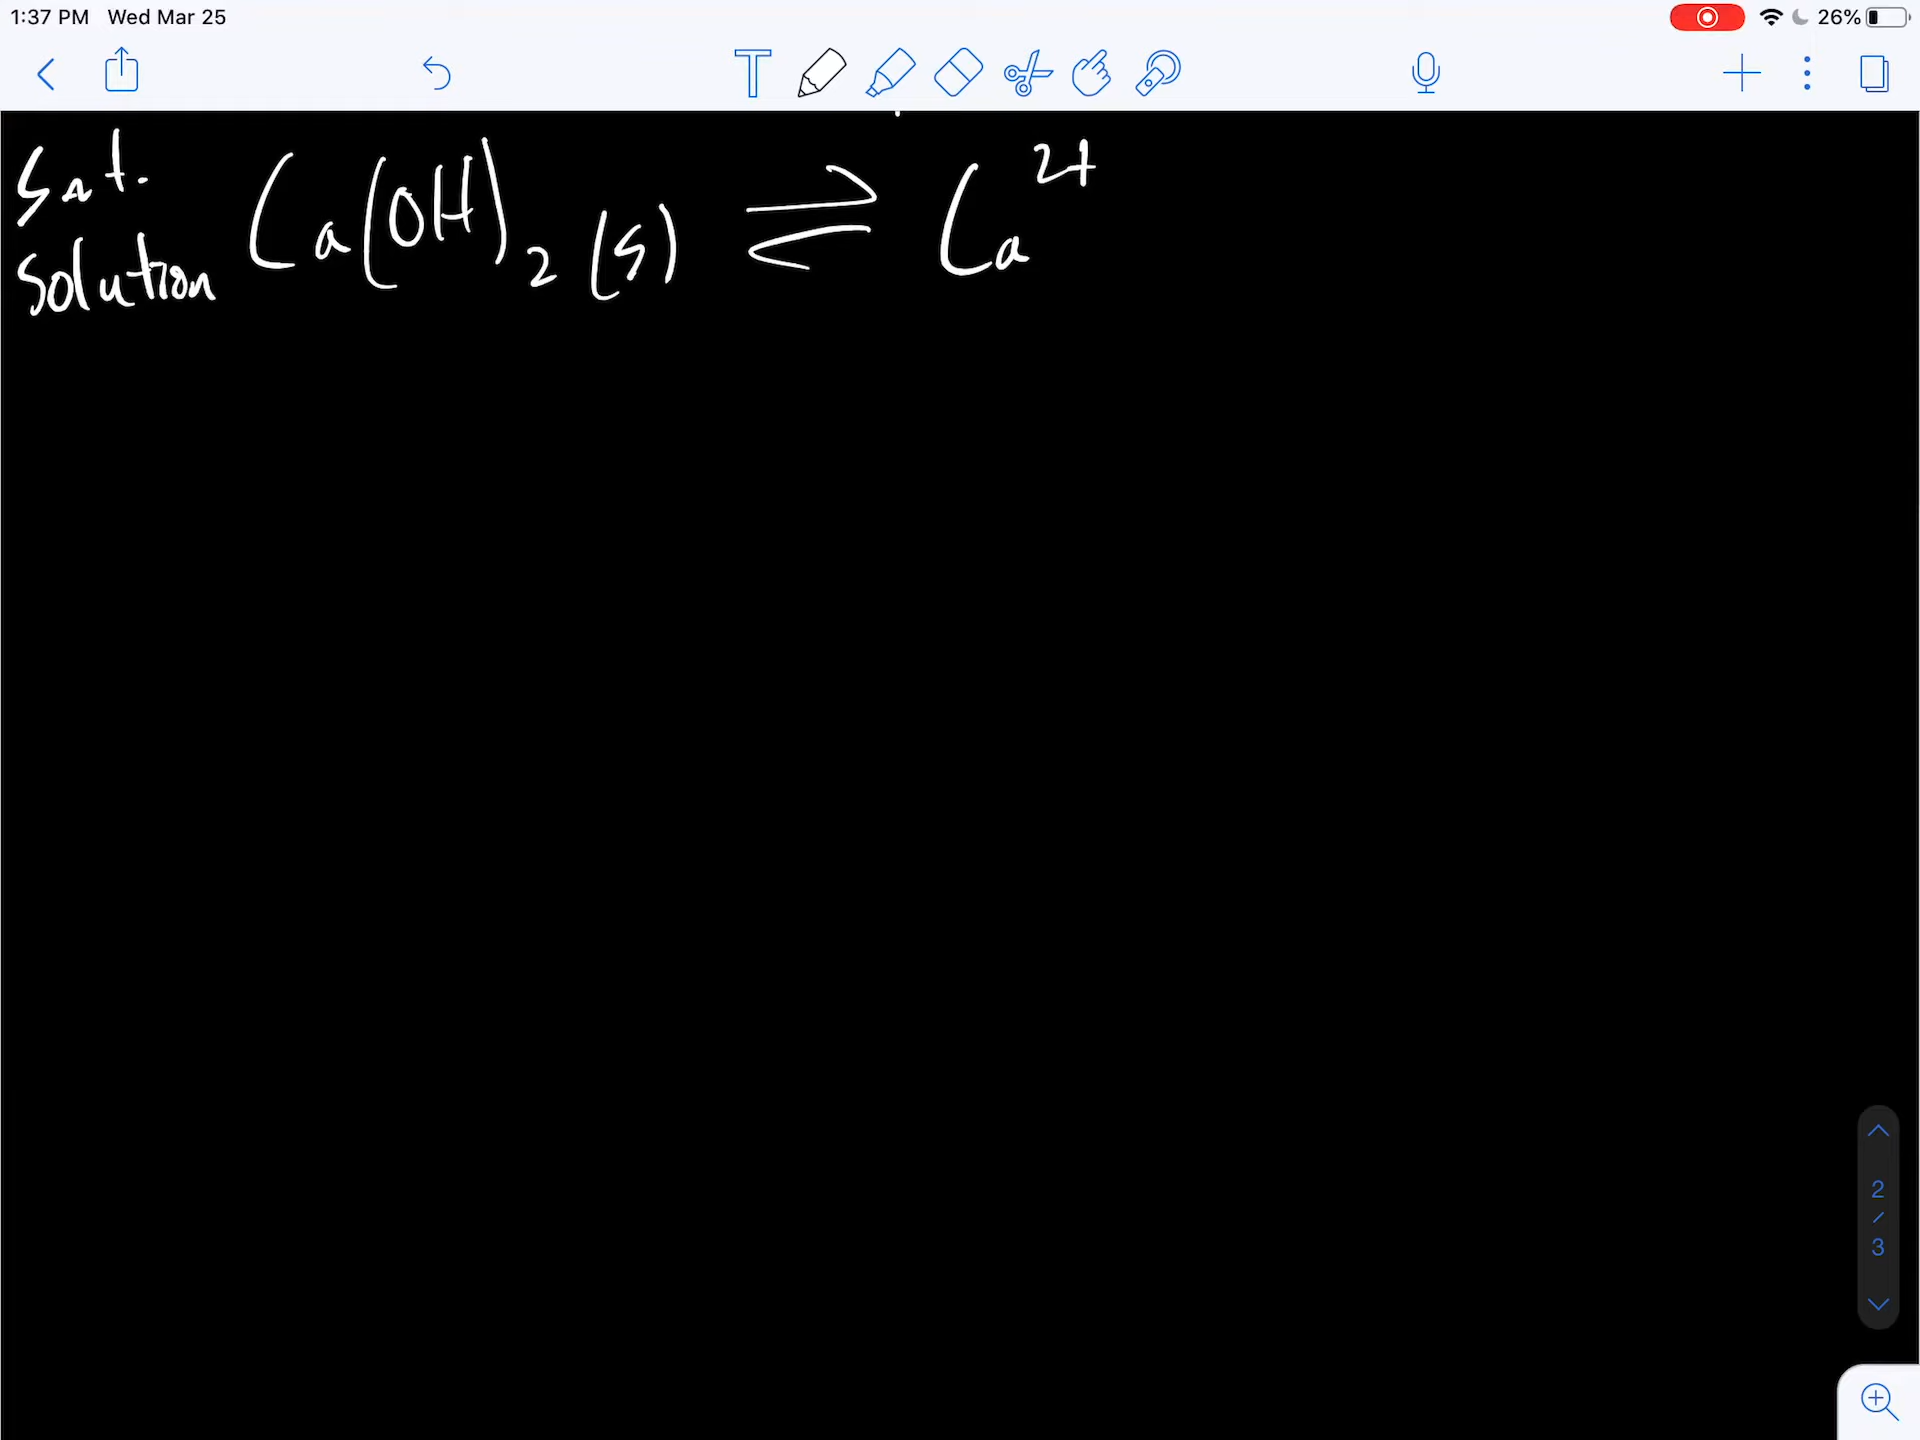 1:37 PM Wed Mar 25
26%
T
Sat.
Solution Ca(OH)₂ (s) ⇌ Ca²⁺
2
/
3